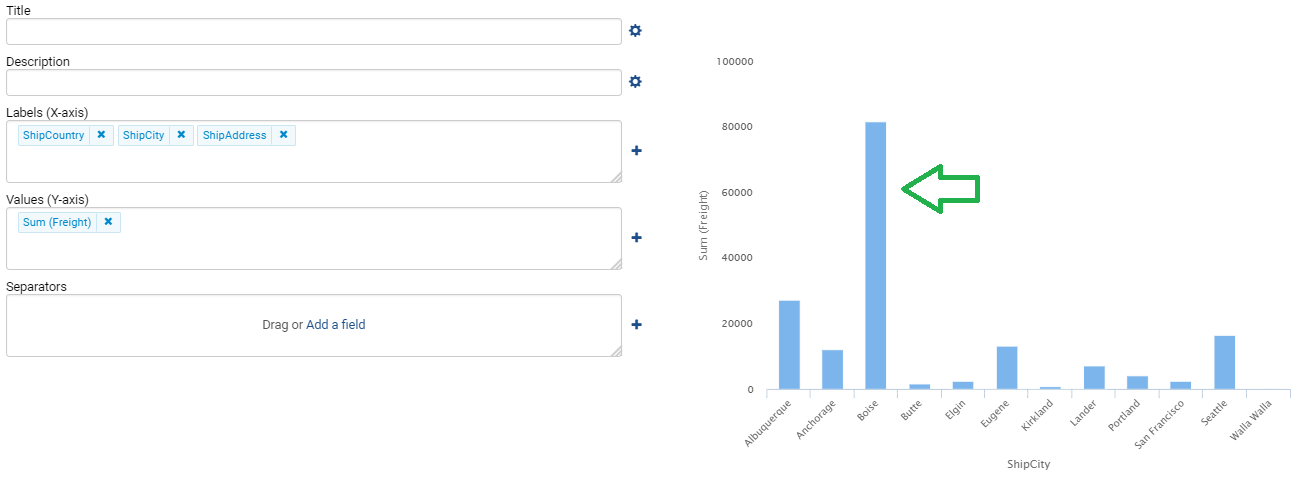 Title
Description
Labels (X-axis)
ShipCountry ShipCity ShipAddress
Values (Y-axis)
Sum (Freight)
Separators
Drag or Add a field
100000
80000
60000
40000
20000
0
Sum (Freight)
Albuquerque
Anchorage
Boise
Butte
Elgin
Eugene
Kirkland
Lander
Portland
San Francisco
Seattle
Walla Walla
ShipCity